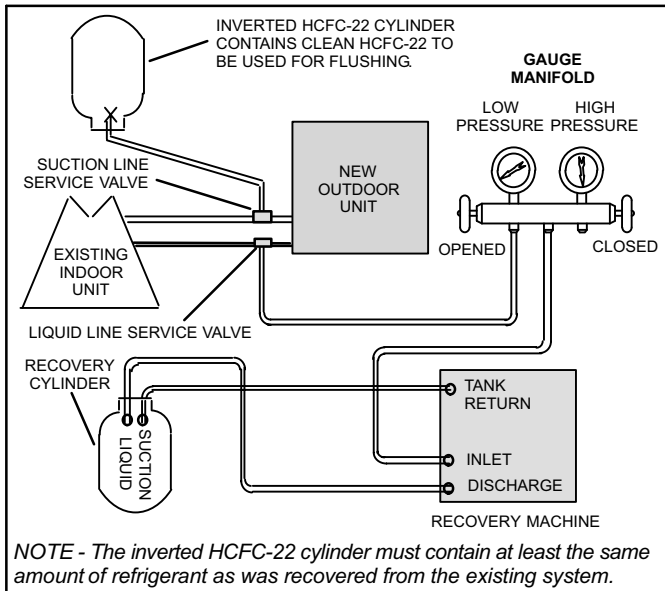 INVERTED HCFC-22 CYLINDER
CONTAINS CLEAN HCFC-22 TO
BE USED FOR FLUSHING.
GAUGE
MANIFOLD
LOW
PRESSURE
HIGH
PRESSURE
SUCTION LINE
SERVICE VALVE
NEW
OUTDOOR
UNIT
EXISTING
INDOOR
UNIT
OPENED
CLOSED
LIQUID LINE SERVICE VALVE
RECOVERY
CYLINDER
LIQUID
SUCTION
TANK
RETURN
INLET
DISCHARGE
RECOVERY MACHINE
NOTE - The inverted HCFC-22 cylinder must contain at least the same
amount of refrigerant as was recovered from the existing system.